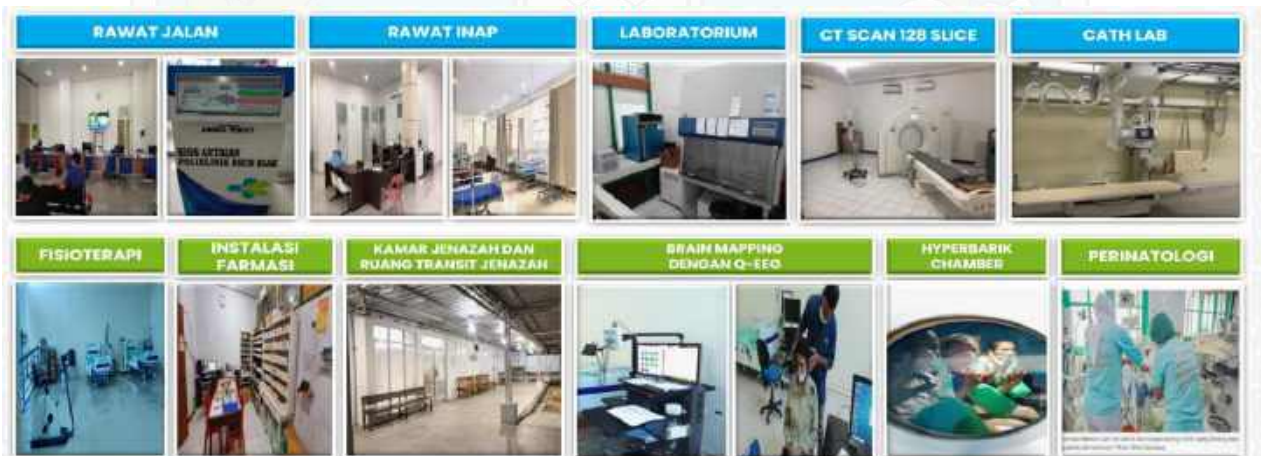 RAWAT JALAN
RAWAT INAP
LABORATORIUM
CT SCAN 128 SLICE
CATH LAB
FISIOTERAPI
INSTALASI
FARMASI
KAMAR JENAZAH DAN
RUANG TRANSIT JENAZAH
BRAIN MAPPING
DENGAN Q-EEG
HYPERBARIK
CHAMBER
PERINATOLOGI